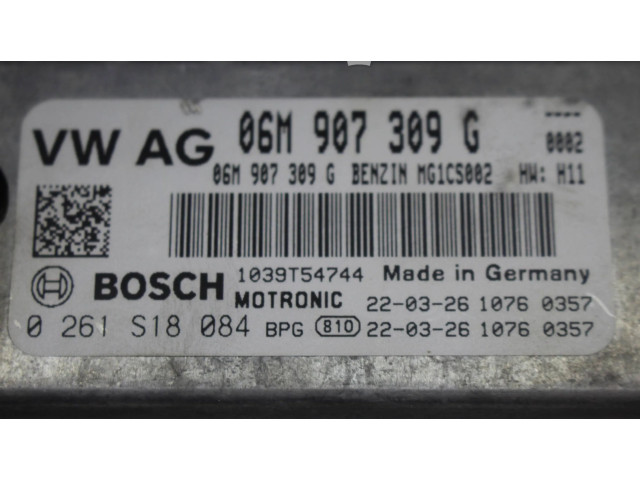 VW AG 06M 907 309 G ----
0002
06M 907 309 G BENZIN MG1CS002 HW: H11
BOSCH 1039T54744 Made in Germany
MOTRONIC 22-03-26 1076 0357
0 261 S18 084 BPG 810 22-03-26 1076 0357